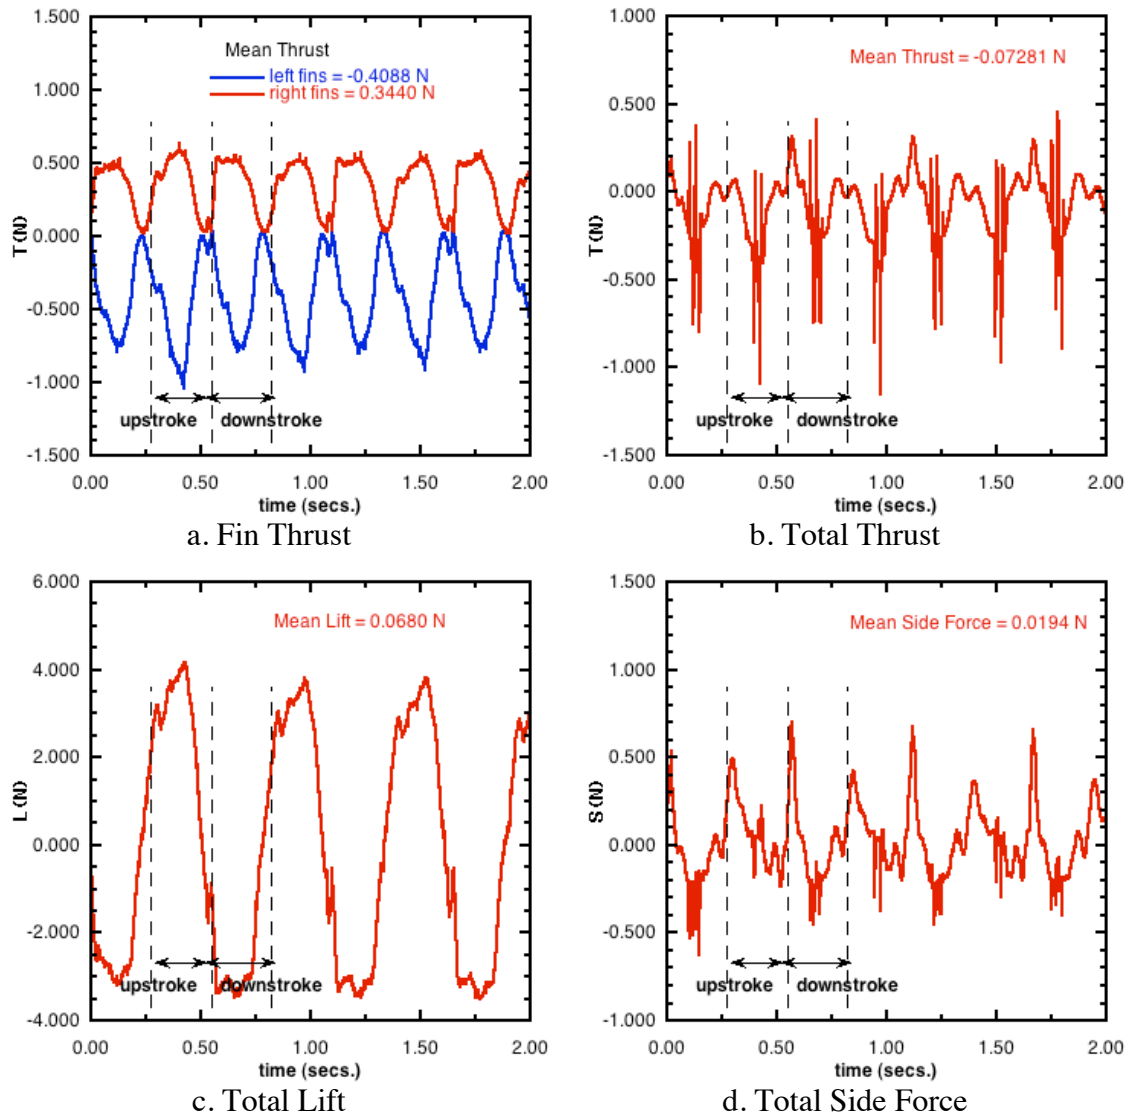 1.500
1.000
0.500
0.000
-0.500
-1.000
-1.500
T (N)
Mean Thrust
left fins = -0.4088 N
right fins = 0.3440 N
upstroke
downstroke
0.00 0.50 1.00 1.50 2.00
time (secs.)
a. Fin Thrust
1.000
0.500
0.000
-0.500
-1.000
-1.500
T (N)
Mean Thrust = -0.07281 N
upstroke
downstroke
0.00 0.50 1.00 1.50 2.00
time (secs.)
b. Total Thrust
6.000
4.000
2.000
0.000
-2.000
-4.000
L (N)
Mean Lift = 0.0680 N
upstroke
downstroke
0.00 0.50 1.00 1.50 2.00
time (secs.)
c. Total Lift
1.500
1.000
0.500
0.000
-0.500
-1.000
S (N)
Mean Side Force = 0.0194 N
upstroke
downstroke
0.00 0.50 1.00 1.50 2.00
time (secs.)
d. Total Side Force